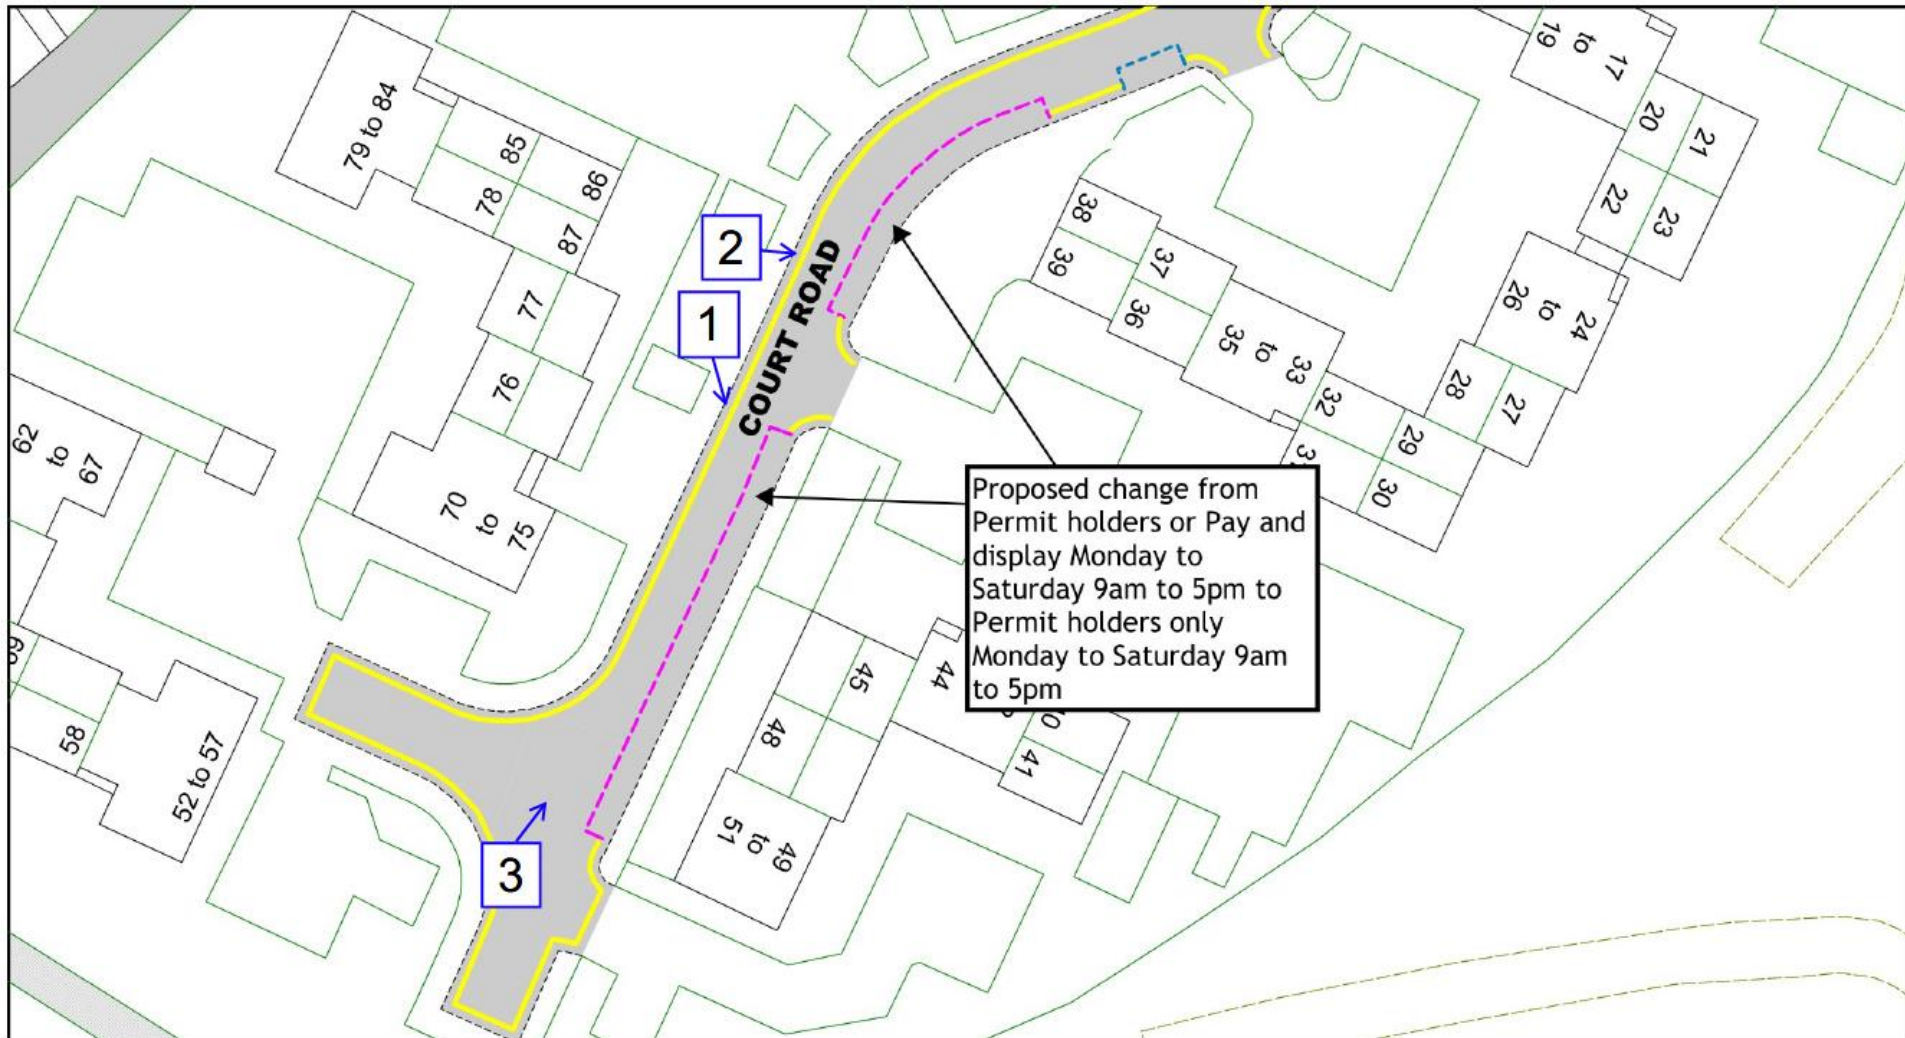 19
to
17
79 to 84
85
86
78
87
20
21
22
23
2
38
37
39
36
77
1
COURT ROAD
26
to
24
35
to
33
76
28
27
32
29
30
62
to
67
70
to
75
Proposed change from
Permit holders or Pay and
display Monday to
Saturday 9am to 5pm to
Permit holders only
Monday to Saturday 9am
to 5pm
69
45
44
48
41
58
52 to 57
51
to
49
3